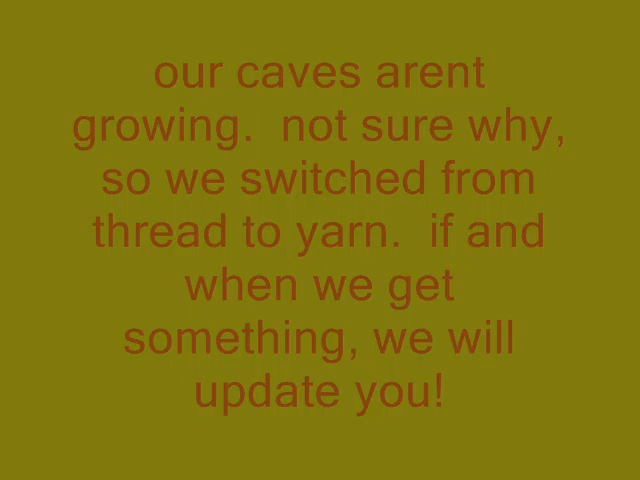 our caves arent
growing.  not sure why,
so we switched from
thread to yarn.  if and
when we get
something, we will
update you!